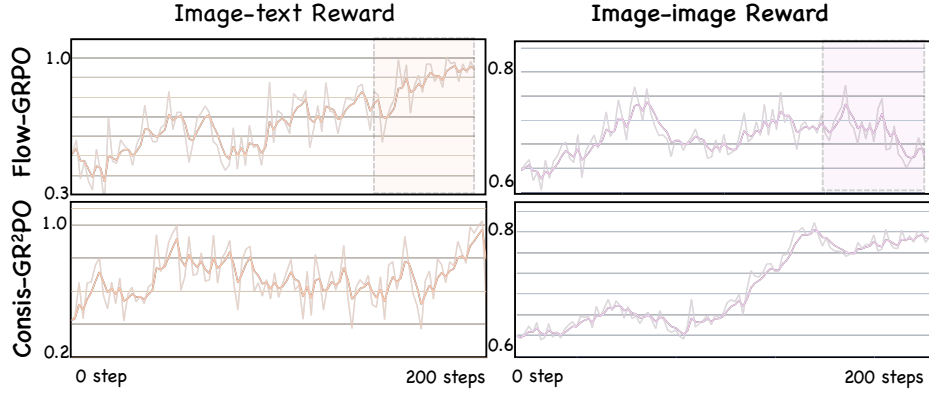 Image-text Reward
Image-image Reward
Flow-GRPO
1.0
0.3
0.8
0.6
Consis-GR²PO
1.0
0.2
0.8
0.6
0 step
200 steps
0 step
200 steps